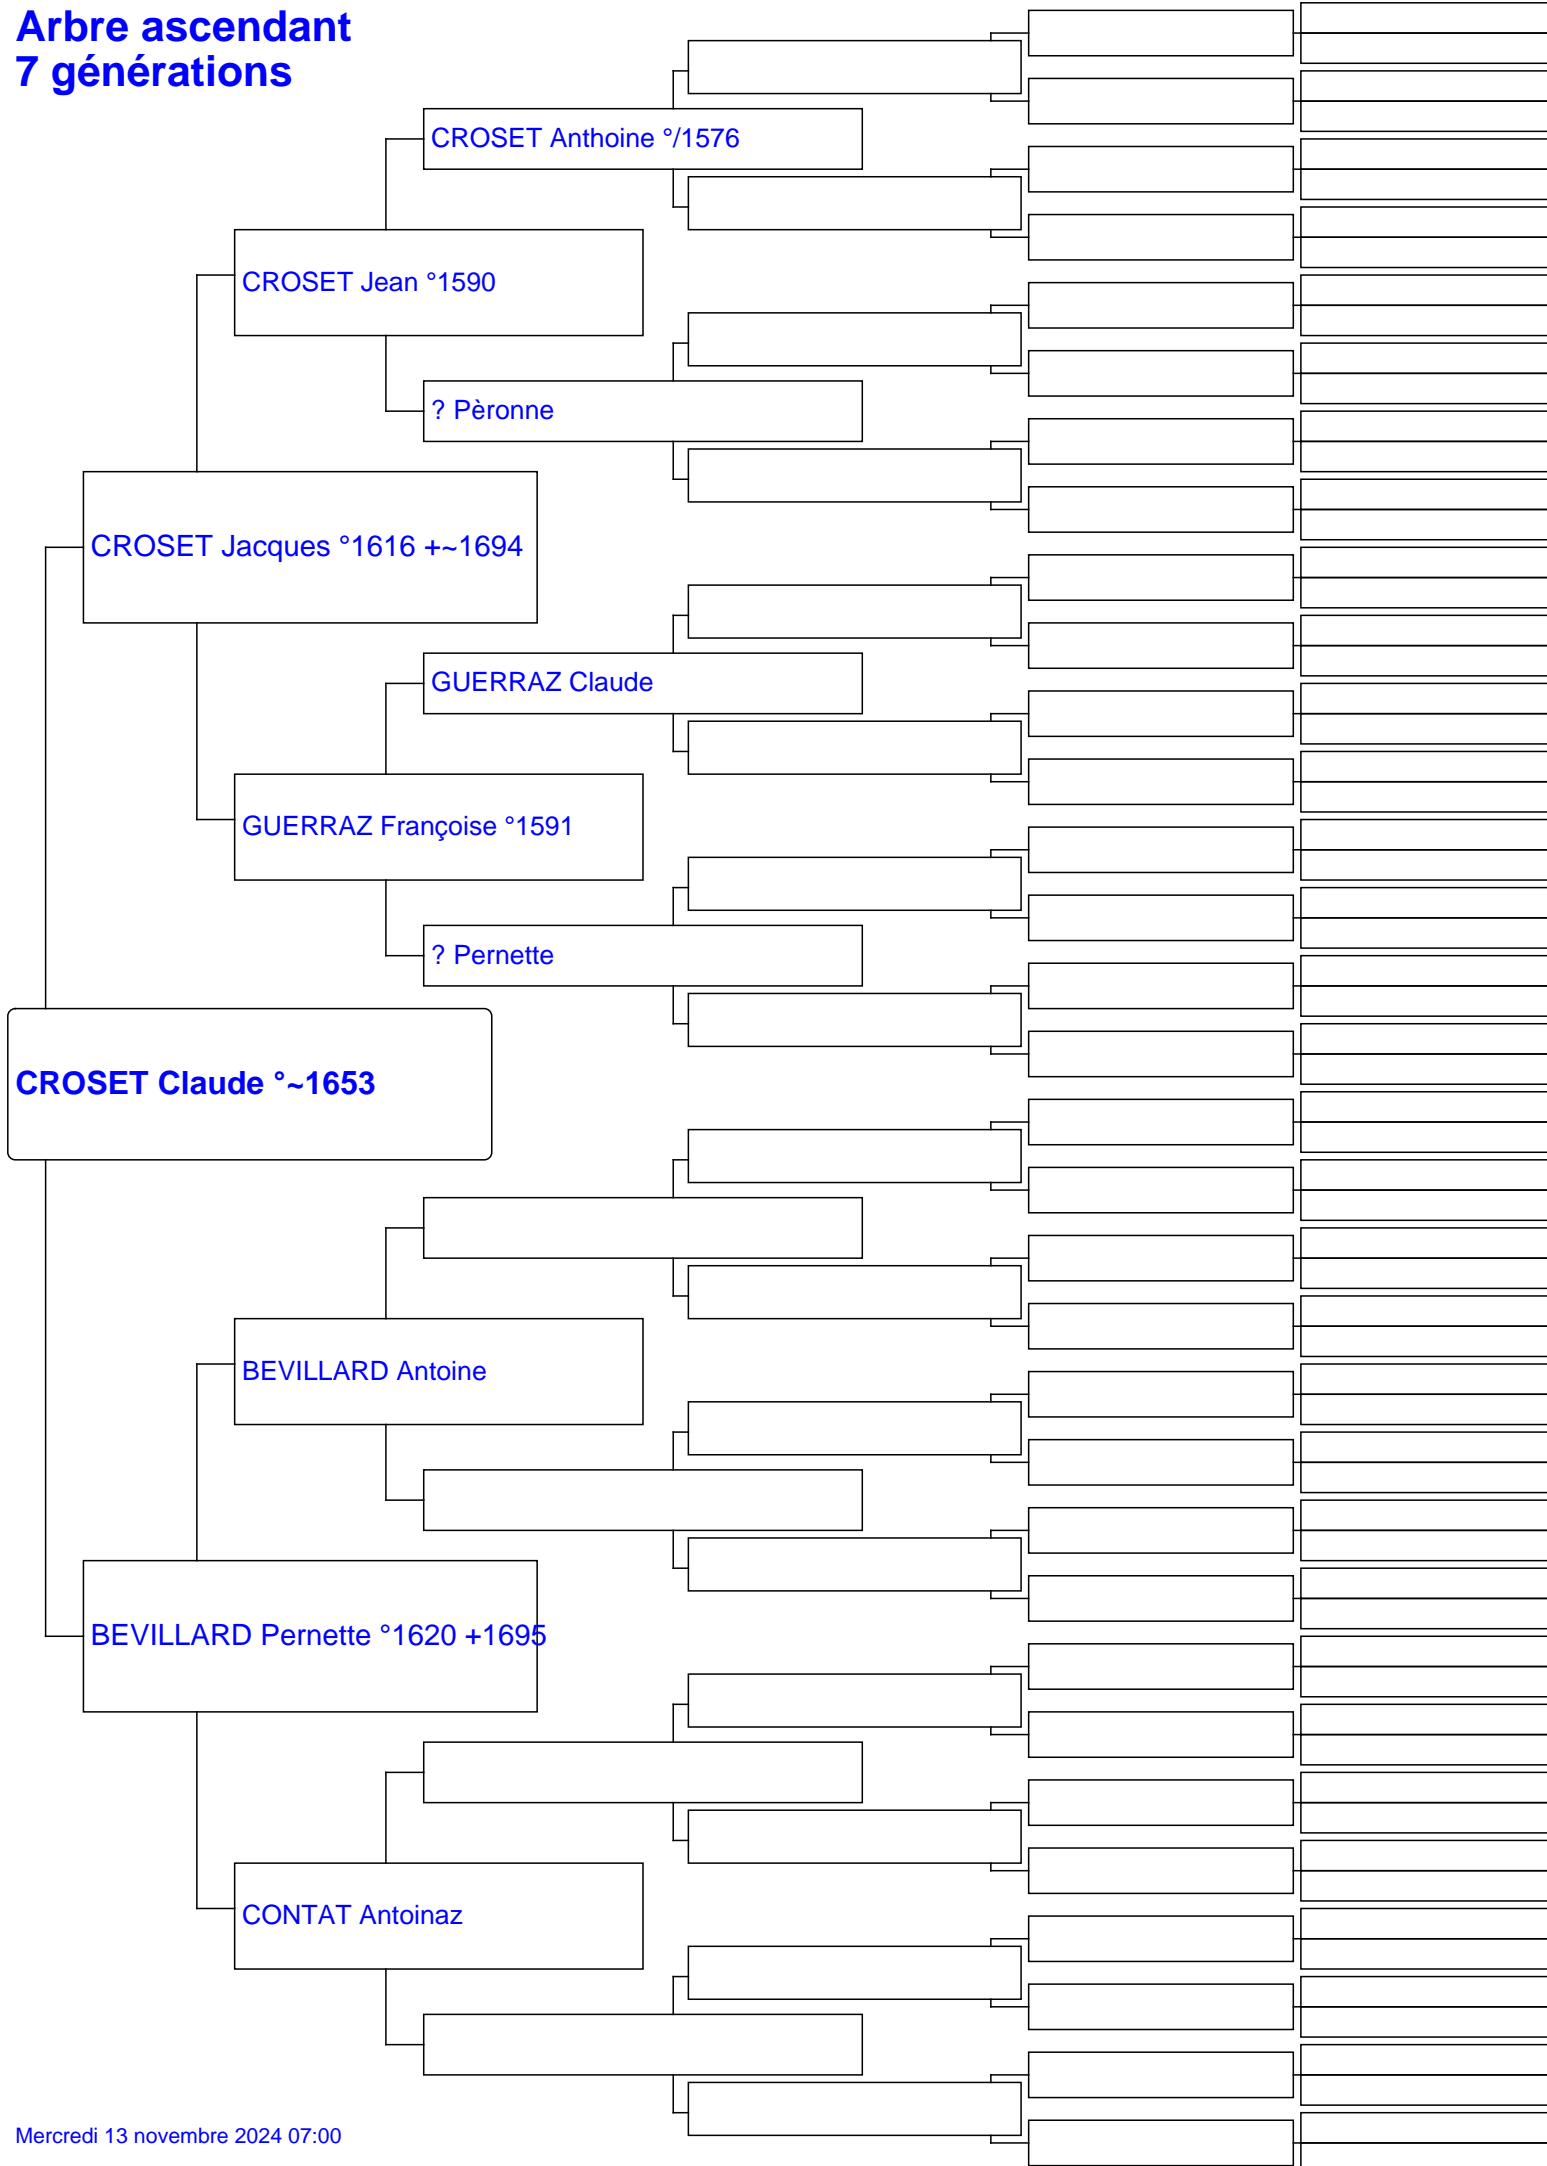 Arbre ascendant
7 générations
CROSET Anthoine °/1576
CROSET Jean °1590
? Pèronne
CROSET Jacques °1616 +~1694
GUERRAZ Claude
GUERRAZ Françoise °1591
? Pernette
CROSET Claude °~1653
BEVILLARD Antoine
BEVILLARD Pernette °1620 +1695
CONTAT Antoinaz
Mercredi 13 novembre 2024 07:00